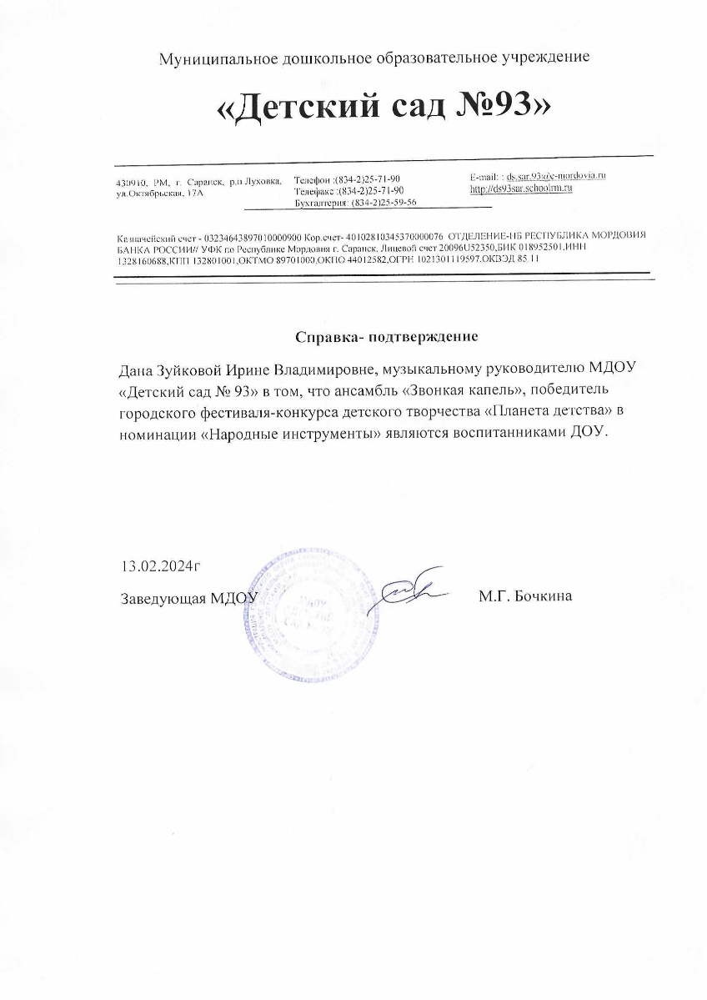 Муниципальное дошкольное образовательное учреждение
«Детский сад №93»
430910, РМ, г. Саранск, р.п Луховка,
ул.Октябрьская, 17А
Телефон :(834-2)25-71-90
Телефакс :(834-2)25-71-90
Бухгалтерия: (834-2)25-59-56
E-mail: : ds.sar.93@e-mordovia.ru
http://ds93sar.schoolrm.ru
Казначейский счет - 03234643897010000900 Кор.счет- 40102810345370000076 ОТДЕЛЕНИЕ-НБ РЕСПУБЛИКА МОРДОВИЯ
БАНКА РОССИИ// УФК по Республике Мордовия г. Саранск, Лицевой счет 20096U52350,БИК 018952501,ИНН
1328160688,КПП 132801001,ОКТМО 89701000,ОКПО 44012582,ОГРН 1021301119597,ОКВЭД 85.11
Справка- подтверждение
Дана Зуйковой Ирине Владимировне, музыкальному руководителю МДОУ
«Детский сад № 93» в том, что ансамбль «Звонкая капель», победитель
городского фестиваля-конкурса детского творчества «Планета детства» в
номинации «Народные инструменты» являются воспитанниками ДОУ.
13.02.2024г
Заведующая МДОУ
М.Г. Бочкина